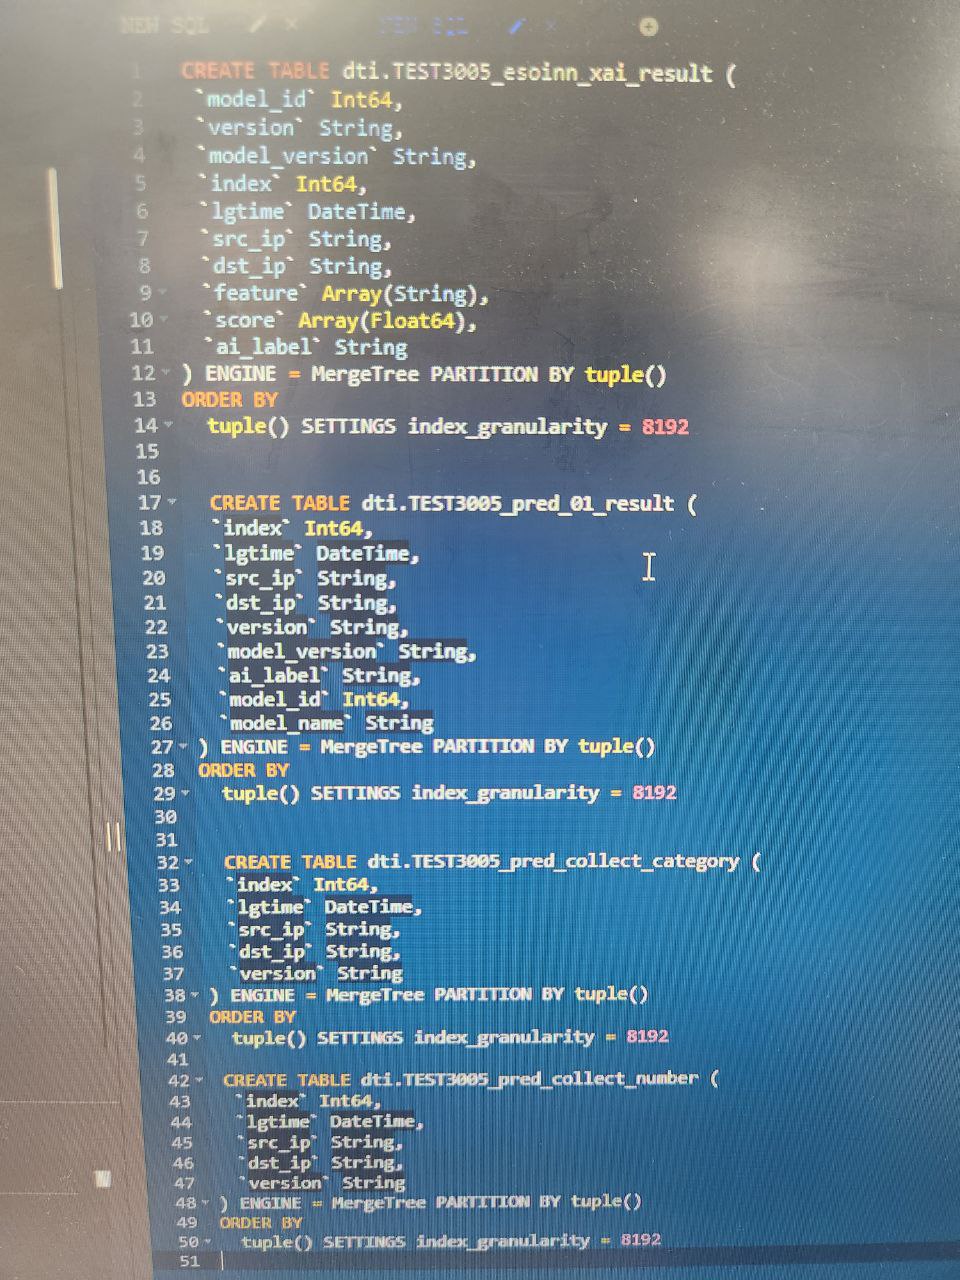 NEW SQL
NEW SQL
1 CREATE TABLE dti.TEST3005_esoinn_xai_result (
2 `model_id` Int64,
3 `version` String,
4 `model_version` String,
5 `index` Int64,
6 `lgtime` DateTime,
7 `src_ip` String,
8 `dst_ip` String,
9 `feature` Array(String),
10 `score` Array(Float64),
11 `ai_label` String
12 ) ENGINE = MergeTree PARTITION BY tuple()
13 ORDER BY
14 tuple() SETTINGS index_granularity = 8192
15
16
17 CREATE TABLE dti.TEST3005_pred_01_result (
18 `index` Int64,
19 `lgtime` DateTime,
20 `src_ip` String,
21 `dst_ip` String,
22 `version` String,
23 `model_version` String,
24 `ai_label` String,
25 `model_id` Int64,
26 `model_name` String
27 ) ENGINE = MergeTree PARTITION BY tuple()
28 ORDER BY
29 tuple() SETTINGS index_granularity = 8192
30
31
32 CREATE TABLE dti.TEST3005_pred_collect_category (
33 `index` Int64,
34 `lgtime` DateTime,
35 `src_ip` String,
36 `dst_ip` String,
37 `version` String
38 ) ENGINE = MergeTree PARTITION BY tuple()
39 ORDER BY
40 tuple() SETTINGS index_granularity = 8192
41
42 CREATE TABLE dti.TEST3005_pred_collect_number (
43 `index` Int64,
44 `lgtime` DateTime,
45 `src_ip` String,
46 `dst_ip` String,
47 `version` String
48 ) ENGINE = MergeTree PARTITION BY tuple()
49 ORDER BY
50 tuple() SETTINGS index_granularity = 8192
51